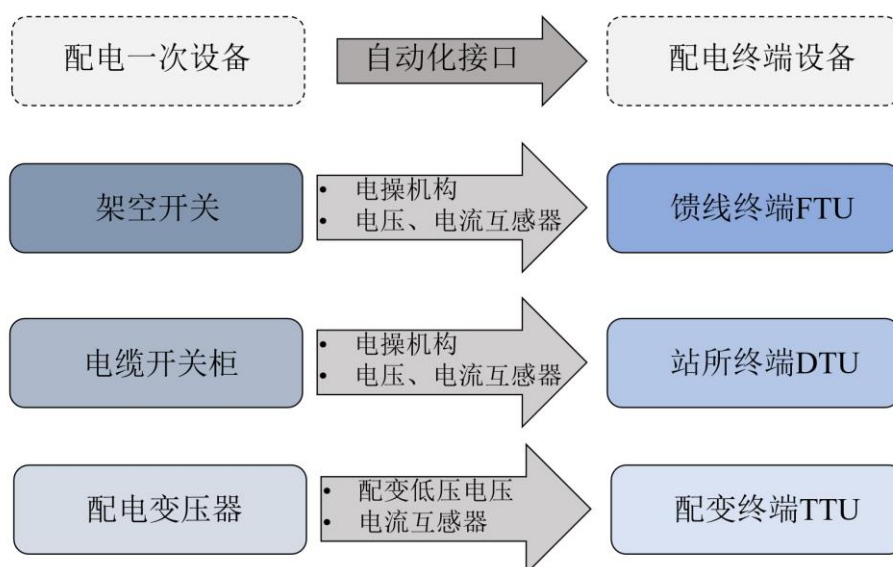 配电一次设备
自动化接口
配电终端设备
架空开关
• 电操机构
• 电压、电流互感器
馈线终端FTU
电缆开关柜
• 电操机构
• 电压、电流互感器
站所终端DTU
配电变压器
• 配变低压电压
• 电流互感器
配变终端TTU